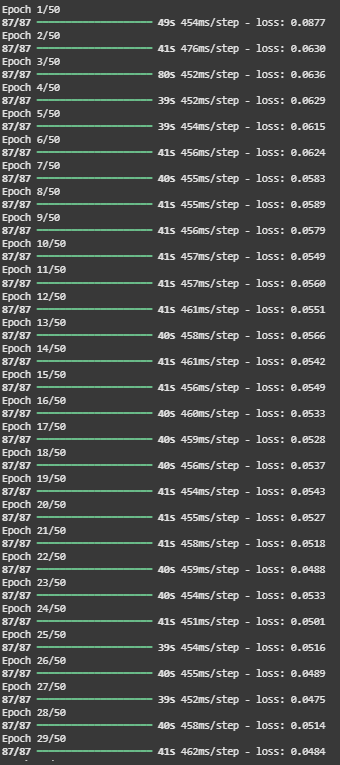 Epoch 1/50
87/87 49s 454ms/step - loss: 0.0877
Epoch 2/50
87/87 41s 476ms/step - loss: 0.0630
Epoch 3/50
87/87 80s 452ms/step - loss: 0.0636
Epoch 4/50
87/87 39s 452ms/step - loss: 0.0629
Epoch 5/50
87/87 39s 454ms/step - loss: 0.0615
Epoch 6/50
87/87 41s 456ms/step - loss: 0.0624
Epoch 7/50
87/87 40s 455ms/step - loss: 0.0583
Epoch 8/50
87/87 41s 455ms/step - loss: 0.0589
Epoch 9/50
87/87 41s 456ms/step - loss: 0.0579
Epoch 10/50
87/87 41s 457ms/step - loss: 0.0549
Epoch 11/50
87/87 41s 457ms/step - loss: 0.0560
Epoch 12/50
87/87 41s 461ms/step - loss: 0.0551
Epoch 13/50
87/87 40s 458ms/step - loss: 0.0566
Epoch 14/50
87/87 41s 461ms/step - loss: 0.0542
Epoch 15/50
87/87 41s 456ms/step - loss: 0.0549
Epoch 16/50
87/87 40s 460ms/step - loss: 0.0533
Epoch 17/50
87/87 40s 459ms/step - loss: 0.0528
Epoch 18/50
87/87 40s 456ms/step - loss: 0.0537
Epoch 19/50
87/87 41s 454ms/step - loss: 0.0543
Epoch 20/50
87/87 41s 455ms/step - loss: 0.0527
Epoch 21/50
87/87 41s 458ms/step - loss: 0.0518
Epoch 22/50
87/87 40s 459ms/step - loss: 0.0488
Epoch 23/50
87/87 40s 454ms/step - loss: 0.0533
Epoch 24/50
87/87 41s 451ms/step - loss: 0.0501
Epoch 25/50
87/87 39s 454ms/step - loss: 0.0516
Epoch 26/50
87/87 40s 455ms/step - loss: 0.0489
Epoch 27/50
87/87 39s 452ms/step - loss: 0.0475
Epoch 28/50
87/87 40s 458ms/step - loss: 0.0514
Epoch 29/50
87/87 41s 462ms/step - loss: 0.0484